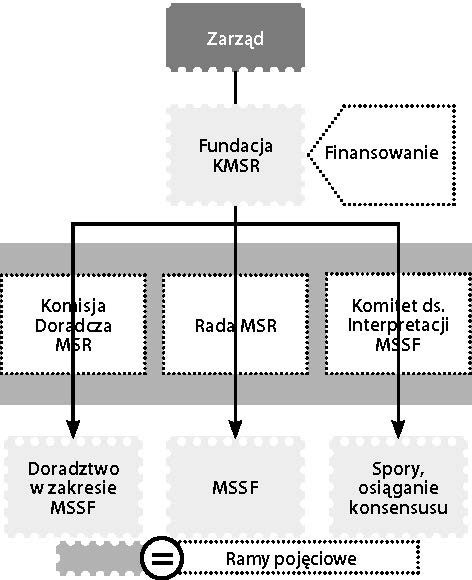 Zarząd
Fundacja
KMSR
Finansowanie
Komisja
Doradcza
MSR
Rada MSR
Komitet ds.
Interpretacji
MSSF
Doradztwo
w zakresie
MSSF
MSSF
Spory,
osiąganie
konsensusu
= Ramy pojęciowe